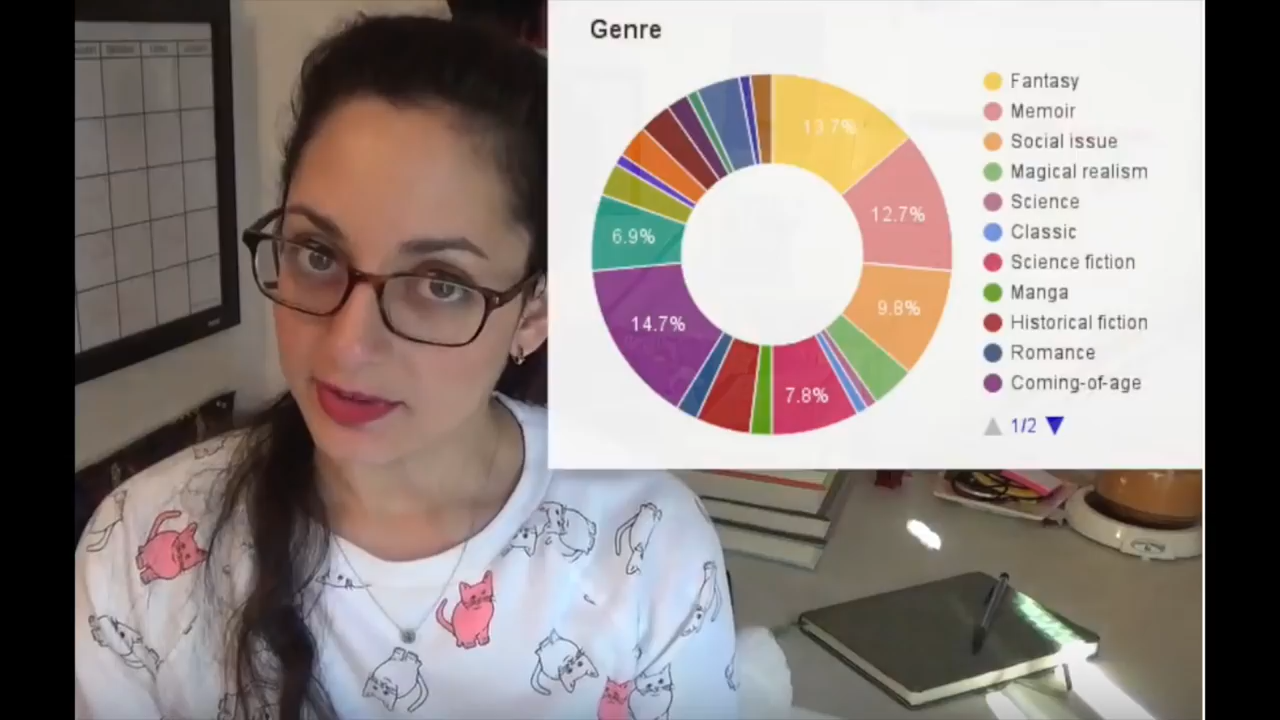 Genre
13.7%
12.7%
9.8%
7.8%
14.7%
6.9%
Fantasy
Memoir
Social issue
Magical realism
Science
Classic
Science fiction
Manga
Historical fiction
Romance
Coming-of-age
1/2